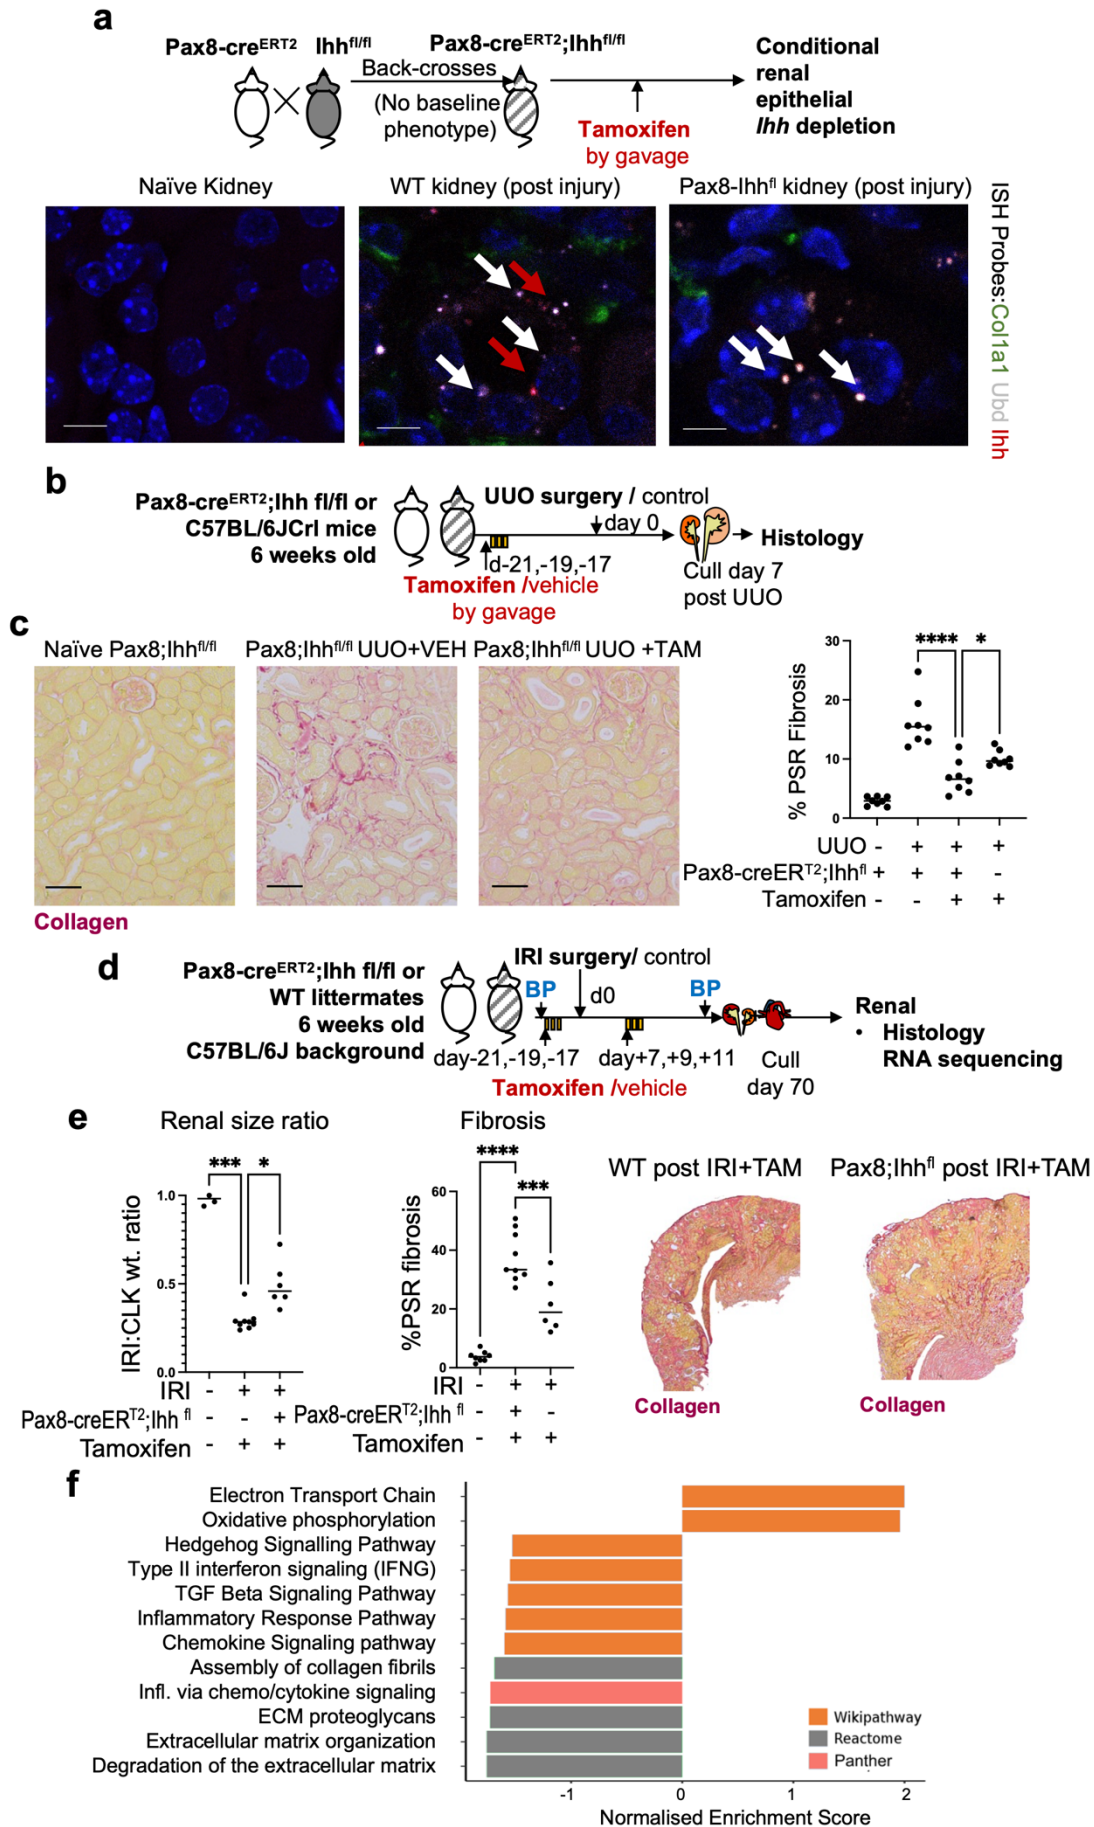 a
Pax8-creERT2 Ihhfl/fl Pax8-creERT2;Ihhfl/fl
Back-crosses
(No baseline
phenotype)
Tamoxifen
by gavage
Conditional
renal
epithelial
Ihh depletion
Naïve Kidney
WT kidney (post injury)
Pax8-Ihhfl kidney (post injury)
ISH Probes:Col1a1 Ubd Ihh
b
Pax8-creERT2;Ihh fl/fl or
C57BL/6JCrl mice
6 weeks old
UUO surgery / control
day 0
d-21,-19,-17
Tamoxifen /vehicle
by gavage
Cull day 7
post UUO
Histology
c
Naïve Pax8;Ihhfl/fl
Pax8;Ihhfl/fl UUO+VEH
Pax8;Ihhfl/fl UUO +TAM
Collagen
% PSR Fibrosis
30
20
10
0
**** *
UUO - + + +
Pax8-creERT2;Ihhfl + + + -
Tamoxifen - - + +
d
Pax8-creERT2;Ihh fl/fl or
WT littermates
6 weeks old
C57BL/6J background
IRI surgery/ control
BP
d0
BP
day-21,-19,-17
day+7,+9,+11
Tamoxifen /vehicle
Cull
day 70
Renal
• Histology
RNA sequencing
e
Renal size ratio
*** *
IRI:CLK wt. ratio
1.0
0.5
0.0
IRI - + +
Pax8-creERT2;Ihh fl - - +
Tamoxifen - + +
Fibrosis
****
***
%PSR fibrosis
60
40
20
0
IRI - + +
Pax8-creERT2;Ihh fl - + -
Tamoxifen - + +
WT post IRI+TAM
Collagen
Pax8;Ihhfl post IRI+TAM
Collagen
f
Electron Transport Chain
Oxidative phosphorylation
Hedgehog Signalling Pathway
Type II interferon signaling (IFNG)
TGF Beta Signaling Pathway
Inflammatory Response Pathway
Chemokine Signaling pathway
Assembly of collagen fibrils
Infl. via chemo/cytokine signaling
ECM proteoglycans
Extracellular matrix organization
Degradation of the extracellular matrix
Wikipathway
Reactome
Panther
-1 0 1 2
Normalised Enrichment Score